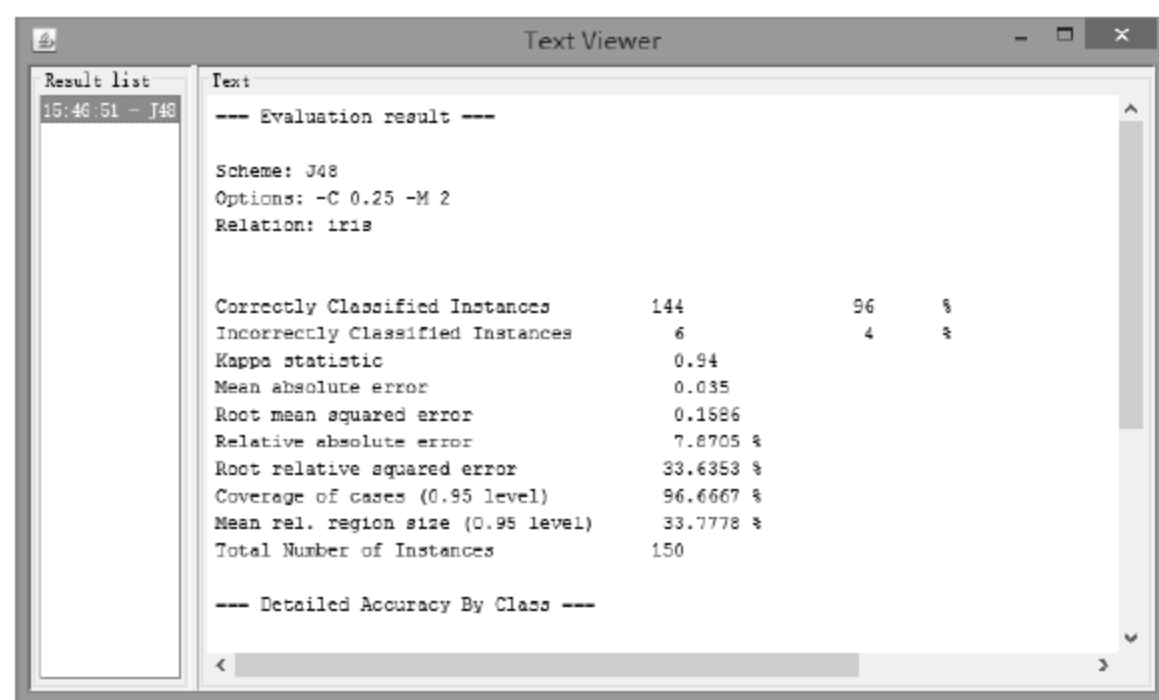 Text Viewer
Result list
15:46:51 - J48
Text
=== Evaluation result ===
Scheme: J48
Options: -C 0.25 -M 2
Relation: iris
Correctly Classified Instances 144 96 %
Incorrectly Classified Instances 6 4 %
Kappa statistic 0.94
Mean absolute error 0.035
Root mean squared error 0.1586
Relative absolute error 7.8705 %
Root relative squared error 33.6353 %
Coverage of cases (0.95 level) 96.6667 %
Mean rel. region size (0.95 level) 33.7778 %
Total Number of Instances 150
=== Detailed Accuracy By Class ===